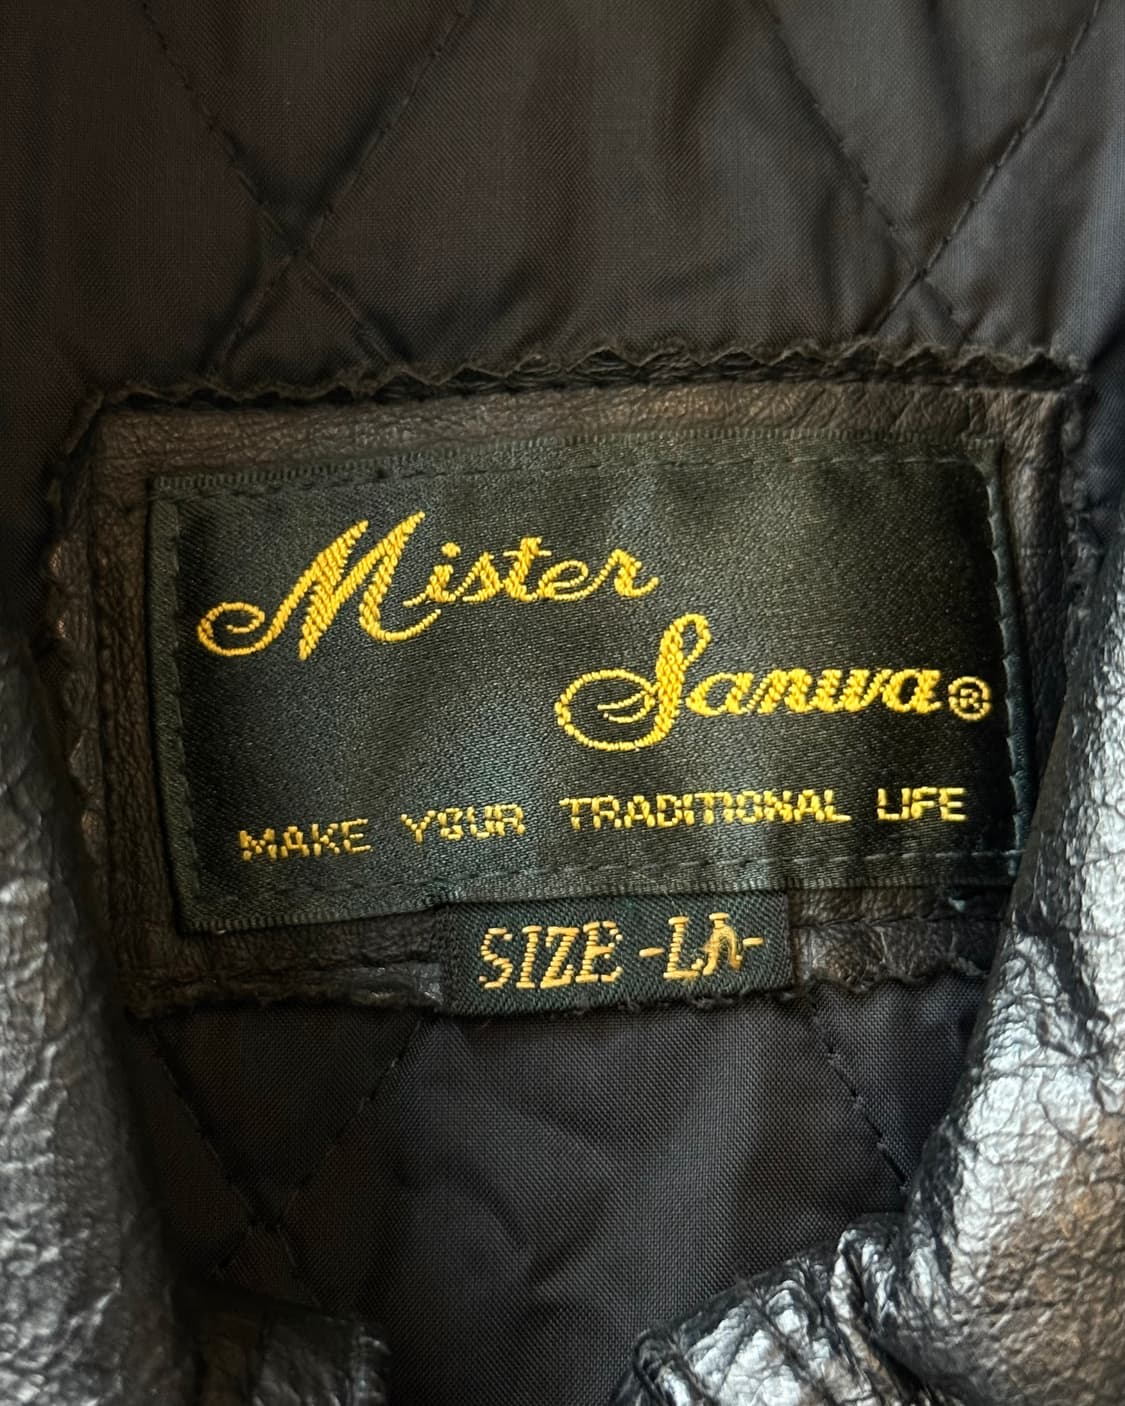 Mister
Sanwa®
MAKE YOUR TRADITIONAL LIFE
SIZE -LA-